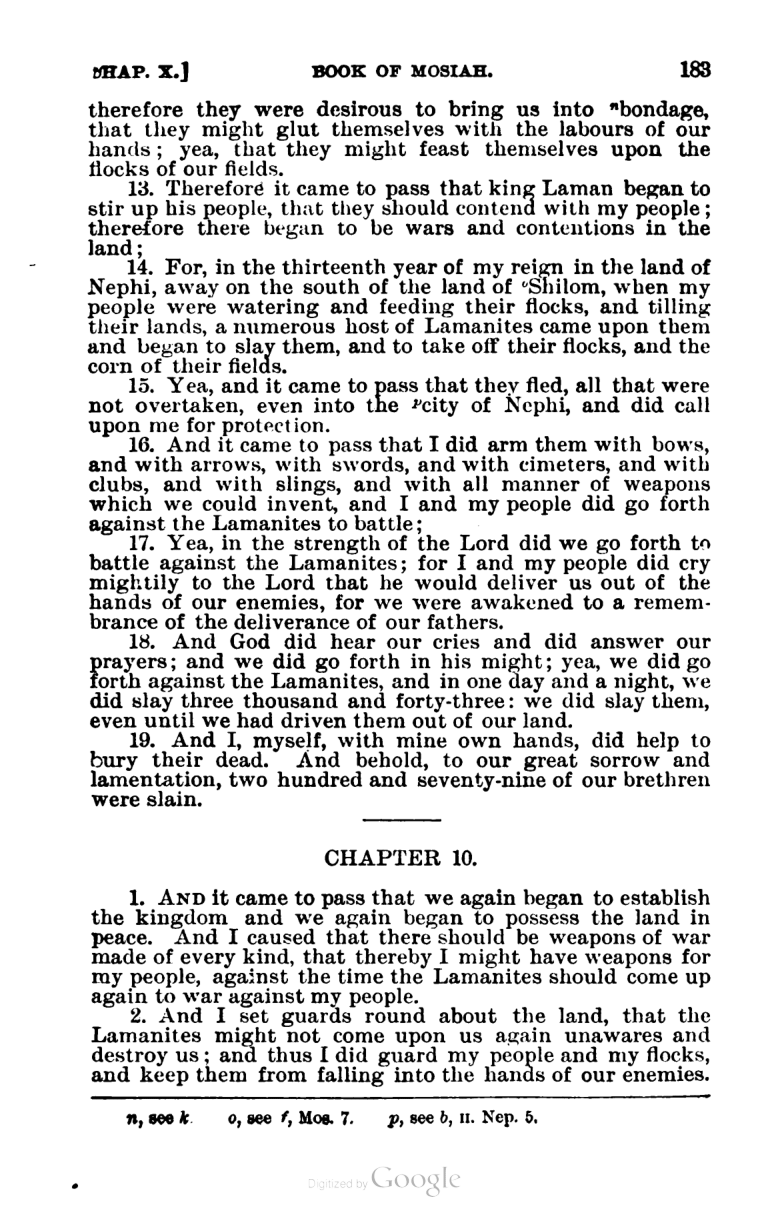 CHAP. X.] BOOK OF MOSIAH. 183
therefore they were desirous to bring us into ⁿbondage,
that they might glut themselves with the labours of our
hands; yea, that they might feast themselves upon the
flocks of our fields.
13. Therefore it came to pass that king Laman began to
stir up his people, that they should contend with my people;
therefore there began to be wars and contentions in the
land;
14. For, in the thirteenth year of my reign in the land of
Nephi, away on the south of the land of ᵒShilom, when my
people were watering and feeding their flocks, and tilling
their lands, a numerous host of Lamanites came upon them
and began to slay them, and to take off their flocks, and the
corn of their fields.
15. Yea, and it came to pass that they fled, all that were
not overtaken, even into the ᵖcity of Nephi, and did call
upon me for protection.
16. And it came to pass that I did arm them with bows,
and with arrows, with swords, and with cimeters, and with
clubs, and with slings, and with all manner of weapons
which we could invent, and I and my people did go forth
against the Lamanites to battle;
17. Yea, in the strength of the Lord did we go forth to
battle against the Lamanites; for I and my people did cry
mightily to the Lord that he would deliver us out of the
hands of our enemies, for we were awakened to a remem-
brance of the deliverance of our fathers.
18. And God did hear our cries and did answer our
prayers; and we did go forth in his might; yea, we did go
forth against the Lamanites, and in one day and a night, we
did slay three thousand and forty-three: we did slay them,
even until we had driven them out of our land.
19. And I, myself, with mine own hands, did help to
bury their dead. And behold, to our great sorrow and
lamentation, two hundred and seventy-nine of our brethren
were slain.
CHAPTER 10.
1. AND it came to pass that we again began to establish
the kingdom and we again began to possess the land in
peace. And I caused that there should be weapons of war
made of every kind, that thereby I might have weapons for
my people, against the time the Lamanites should come up
again to war against my people.
2. And I set guards round about the land, that the
Lamanites might not come upon us again unawares and
destroy us; and thus I did guard my people and my flocks,
and keep them from falling into the hands of our enemies.
n, see k. o, see f, Mos. 7. p, see b, II. Nep. 5.
Digitized by Google